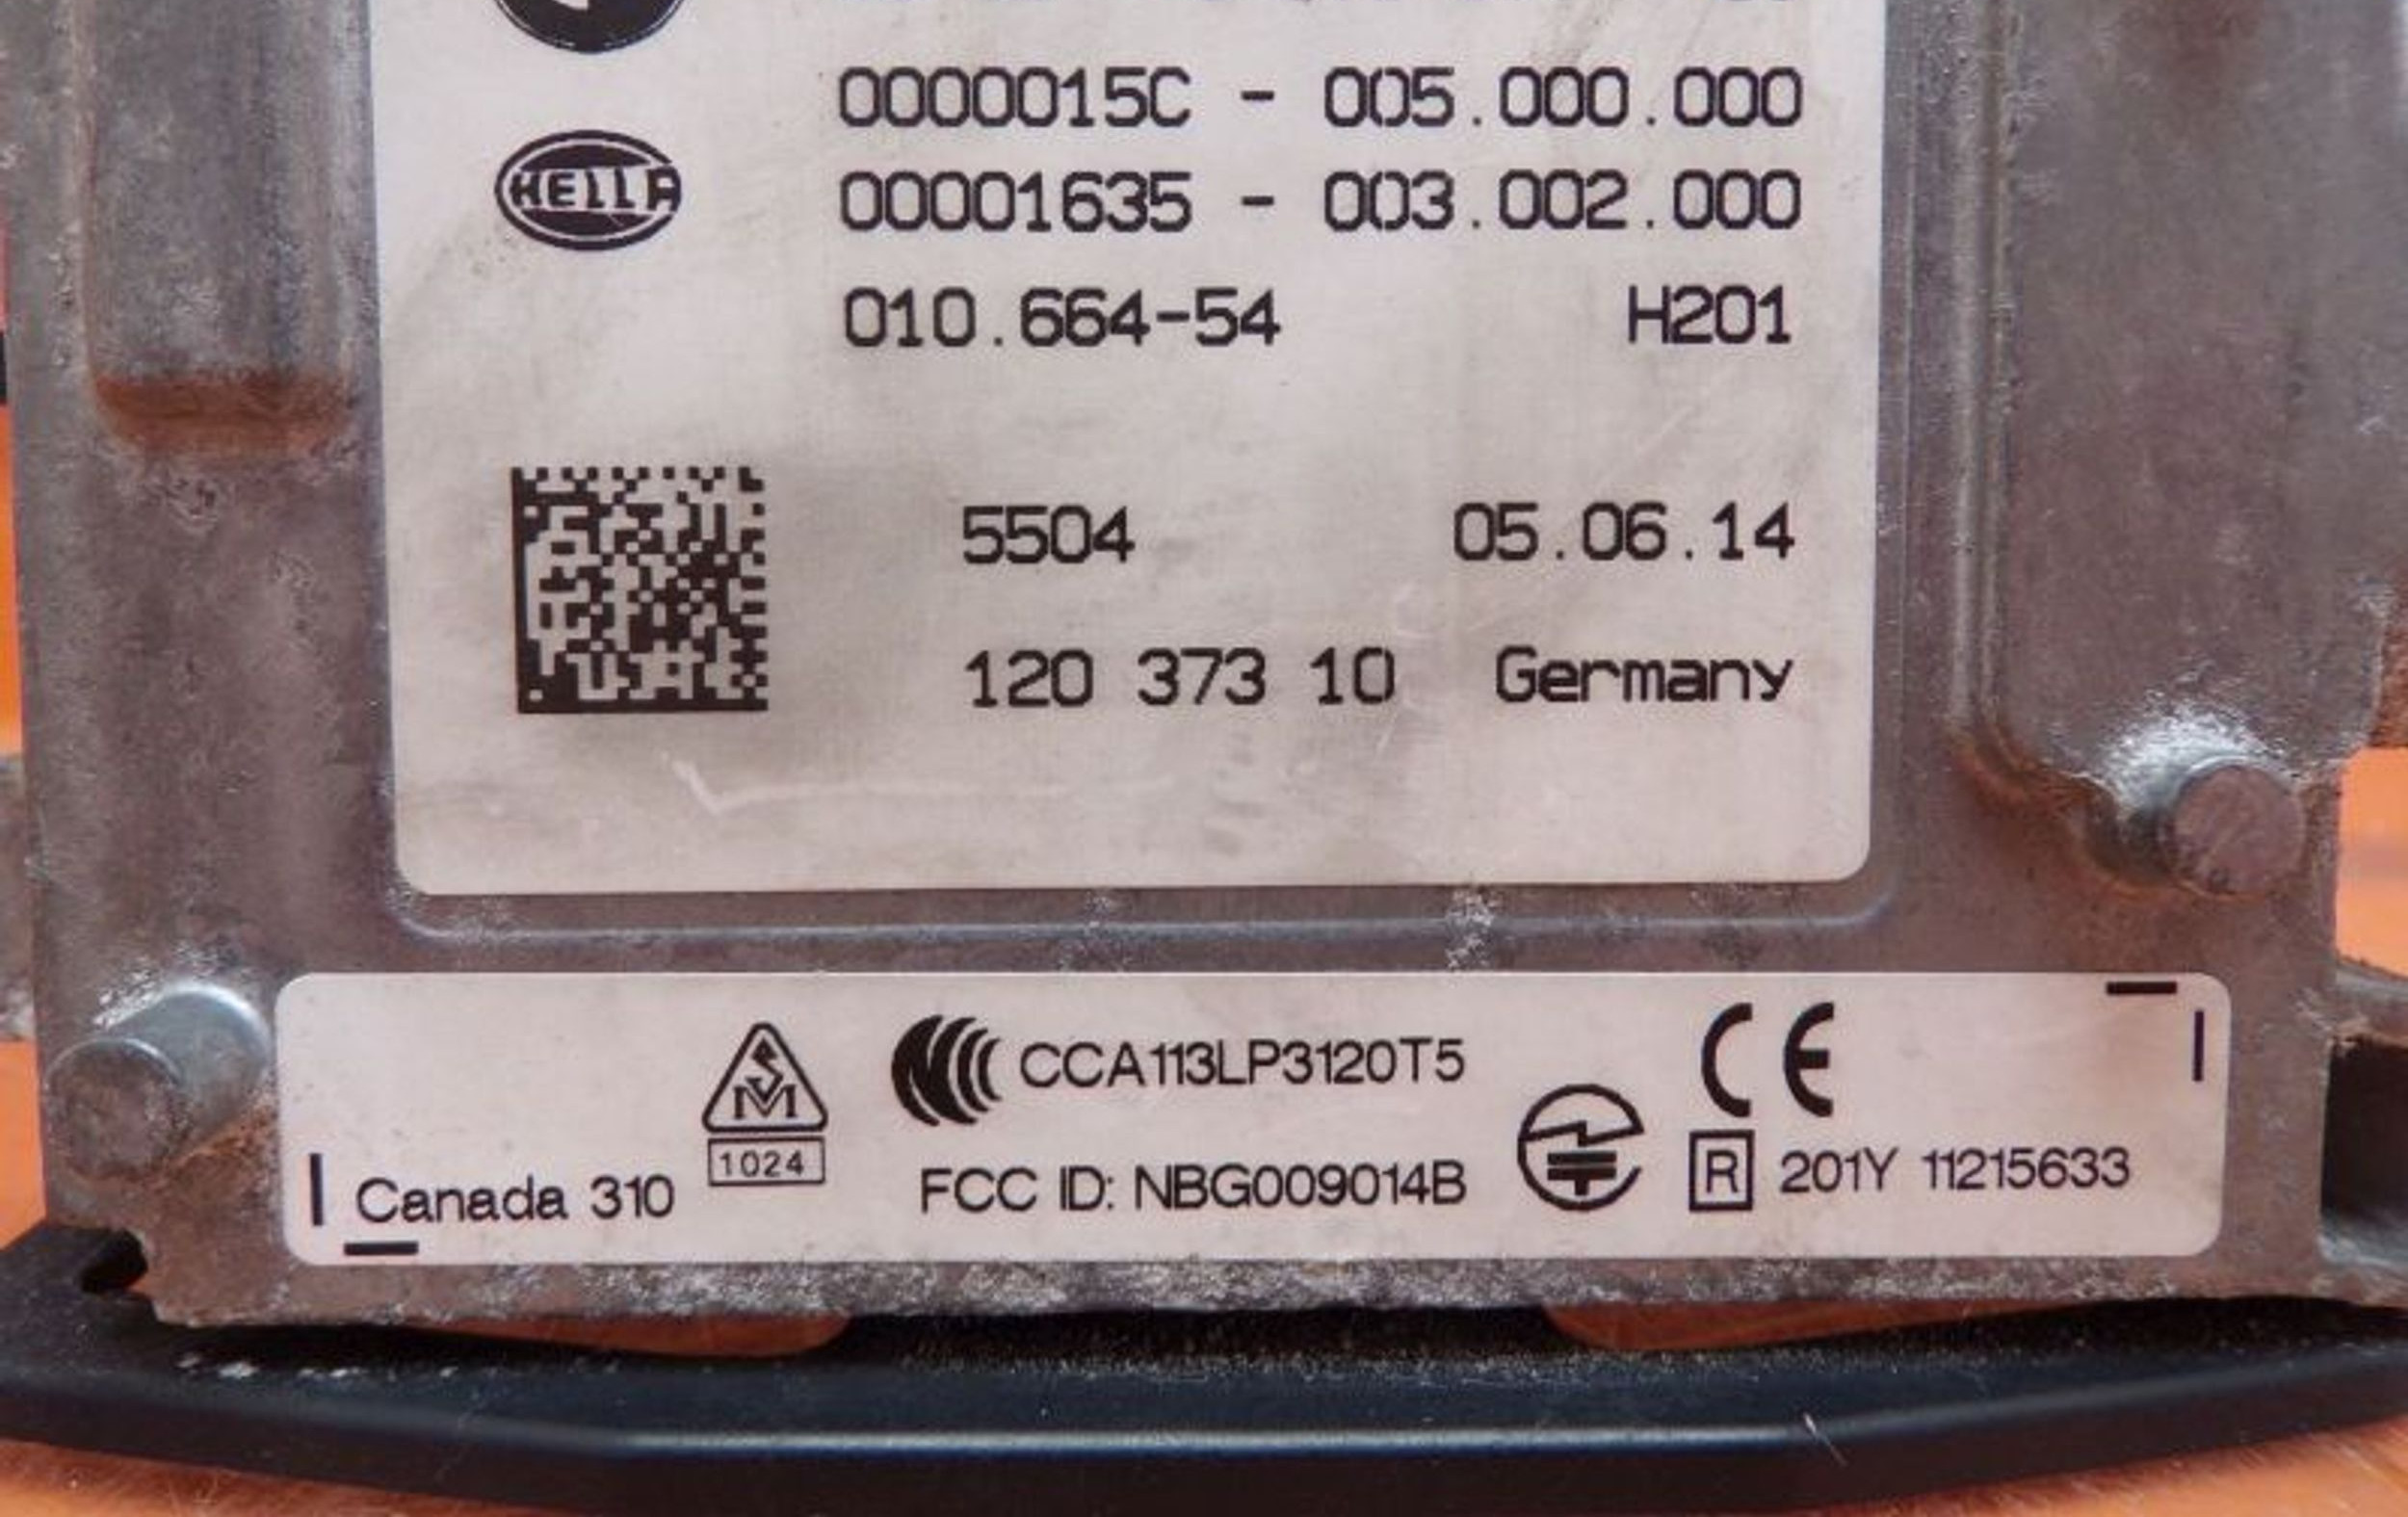 0000015C - 005.000.000
HELLA
00001635 - 003.002.000
010.664-54 H201
5504 05.06.14
120 373 10 Germany
CCA113LP3120T5 CE
1024
Canada 310 FCC ID: NBG009014B R 201Y 11215633